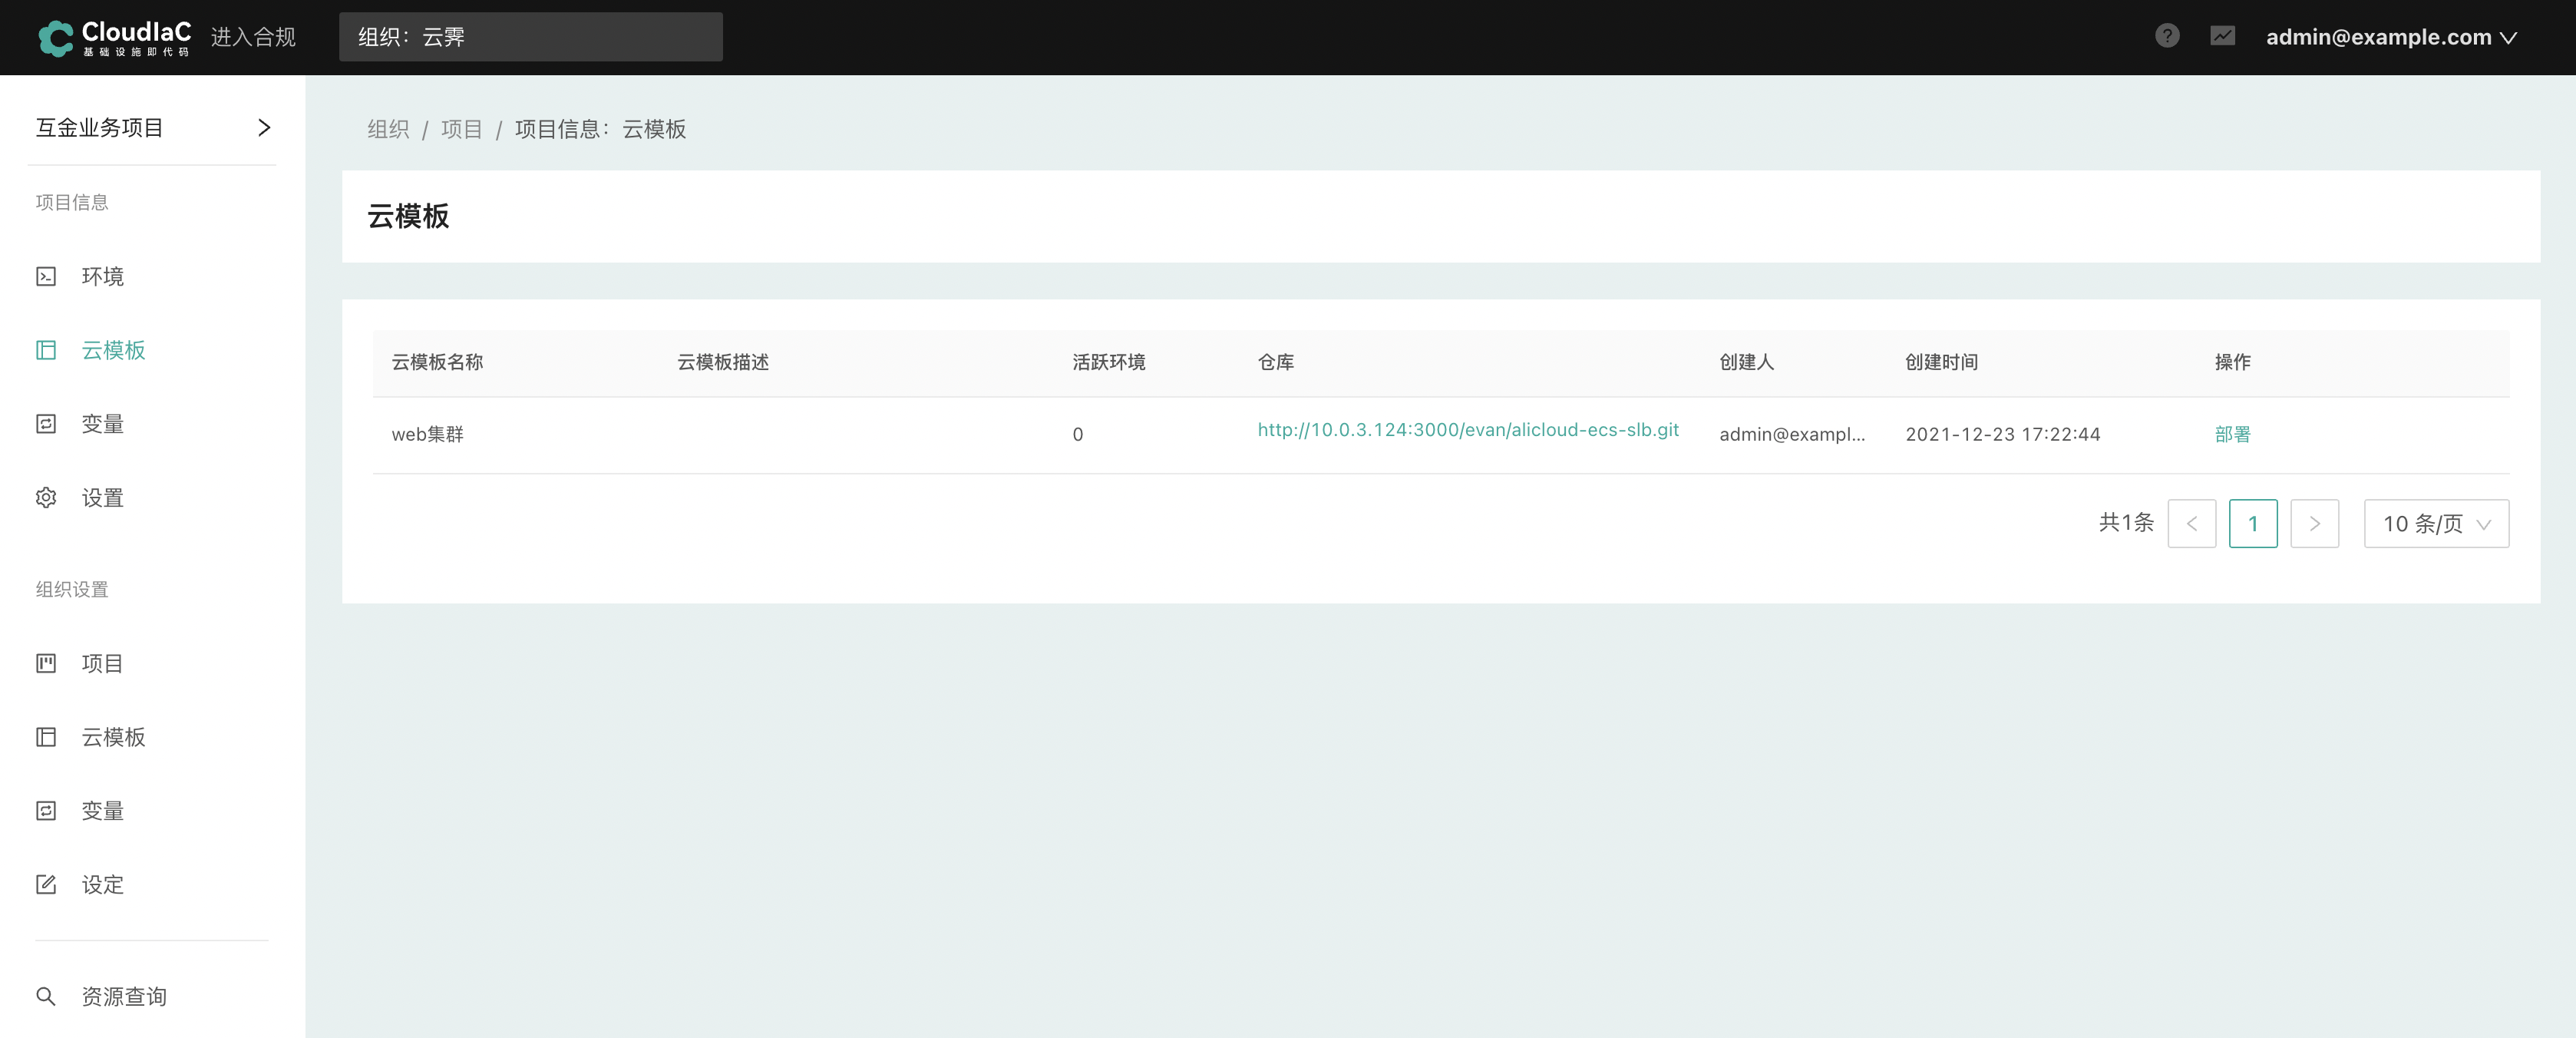 CloudIaC
基础设施即代码
进入合规
组织：云霁
?
admin@example.com
互金业务项目
项目信息
环境
云模板
变量
设置
组织设置
项目
云模板
变量
设定
资源查询
组织 / 项目 / 项目信息：云模板
云模板
云模板名称 云模板描述 活跃环境 仓库 创建人 创建时间 操作
web集群 0 http://10.0.3.124:3000/evan/alicloud-ecs-slb.git admin@exampl... 2021-12-23 17:22:44 部署
共1条 < 1 > 10 条/页